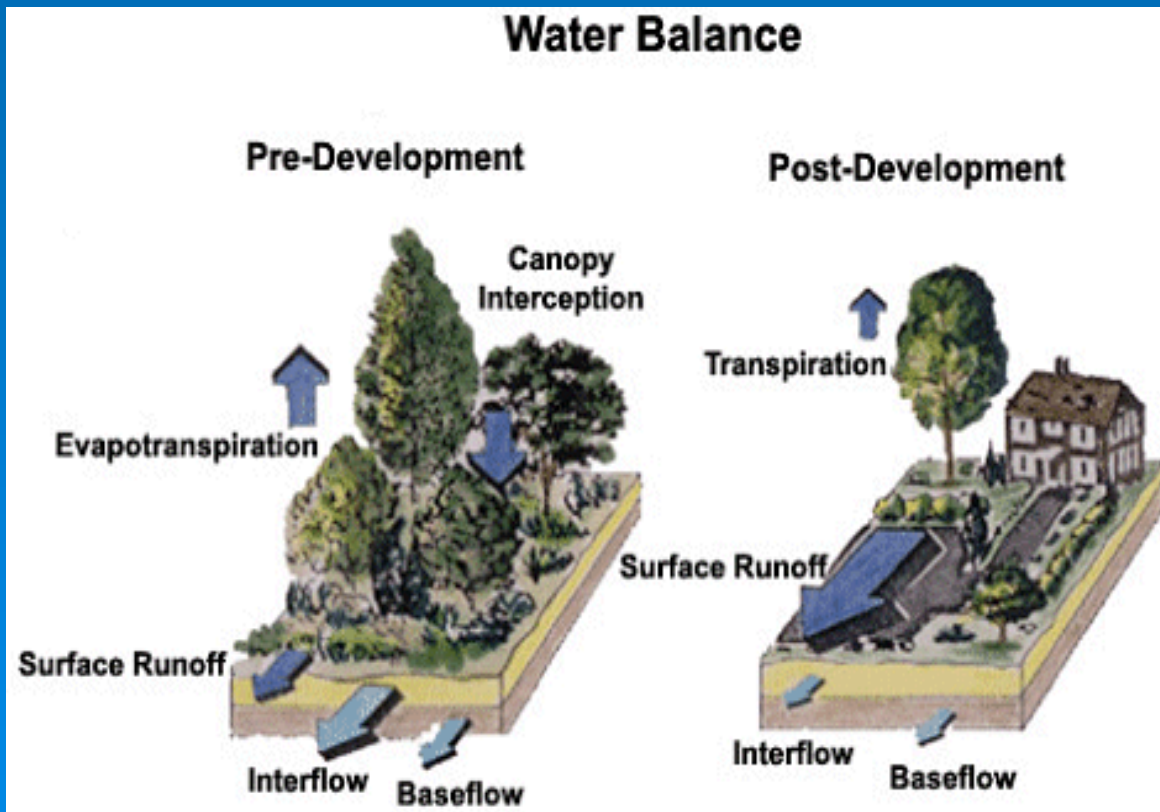 Water Balance
Pre-Development
Canopy
Interception
Evapotranspiration
Surface Runoff
Interflow
Baseflow
Post-Development
Transpiration
Surface Runoff
Interflow
Baseflow